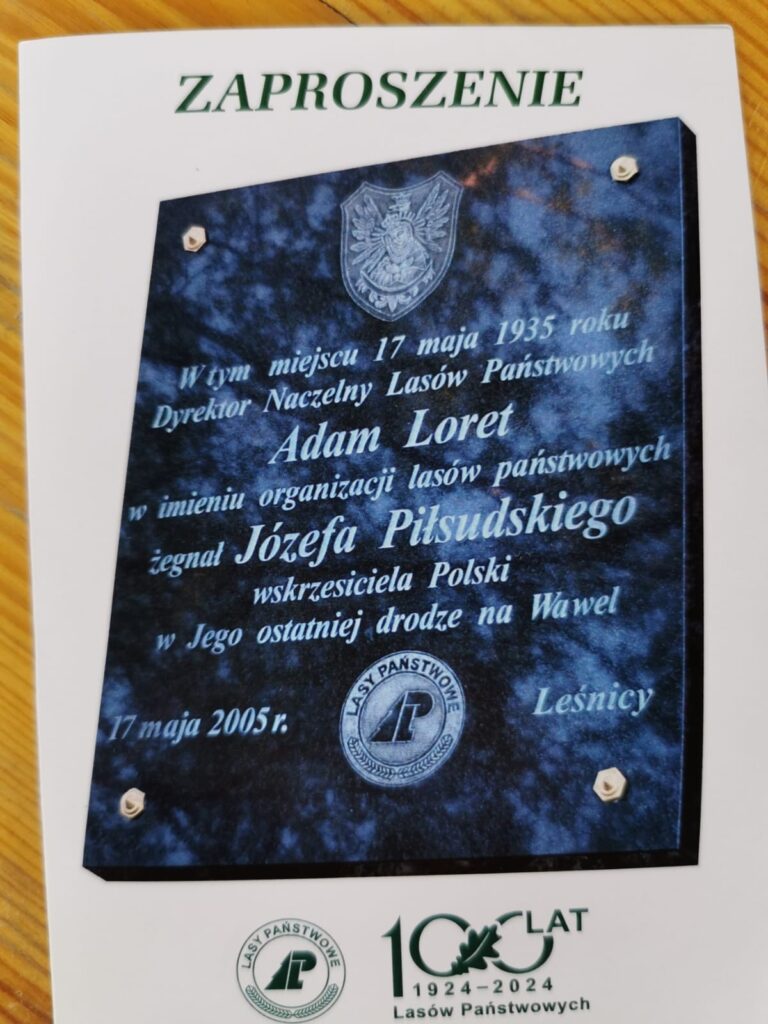 ZAPROSZENIE
W tym miejscu 17 maja 1935 roku
Dyrektor Naczelny Lasów Państwowych
Adam Loret
w imieniu organizacji lasów państwowych
żegnał Józefa Piłsudskiego
wskrzesiciela Polski
w Jego ostatniej drodze na Wawel
LASY PAŃSTWOWE
17 maja 2005 r.
Leśnicy
LASY PAŃSTWOWE
100 LAT
1924-2024
Lasów Państwowych